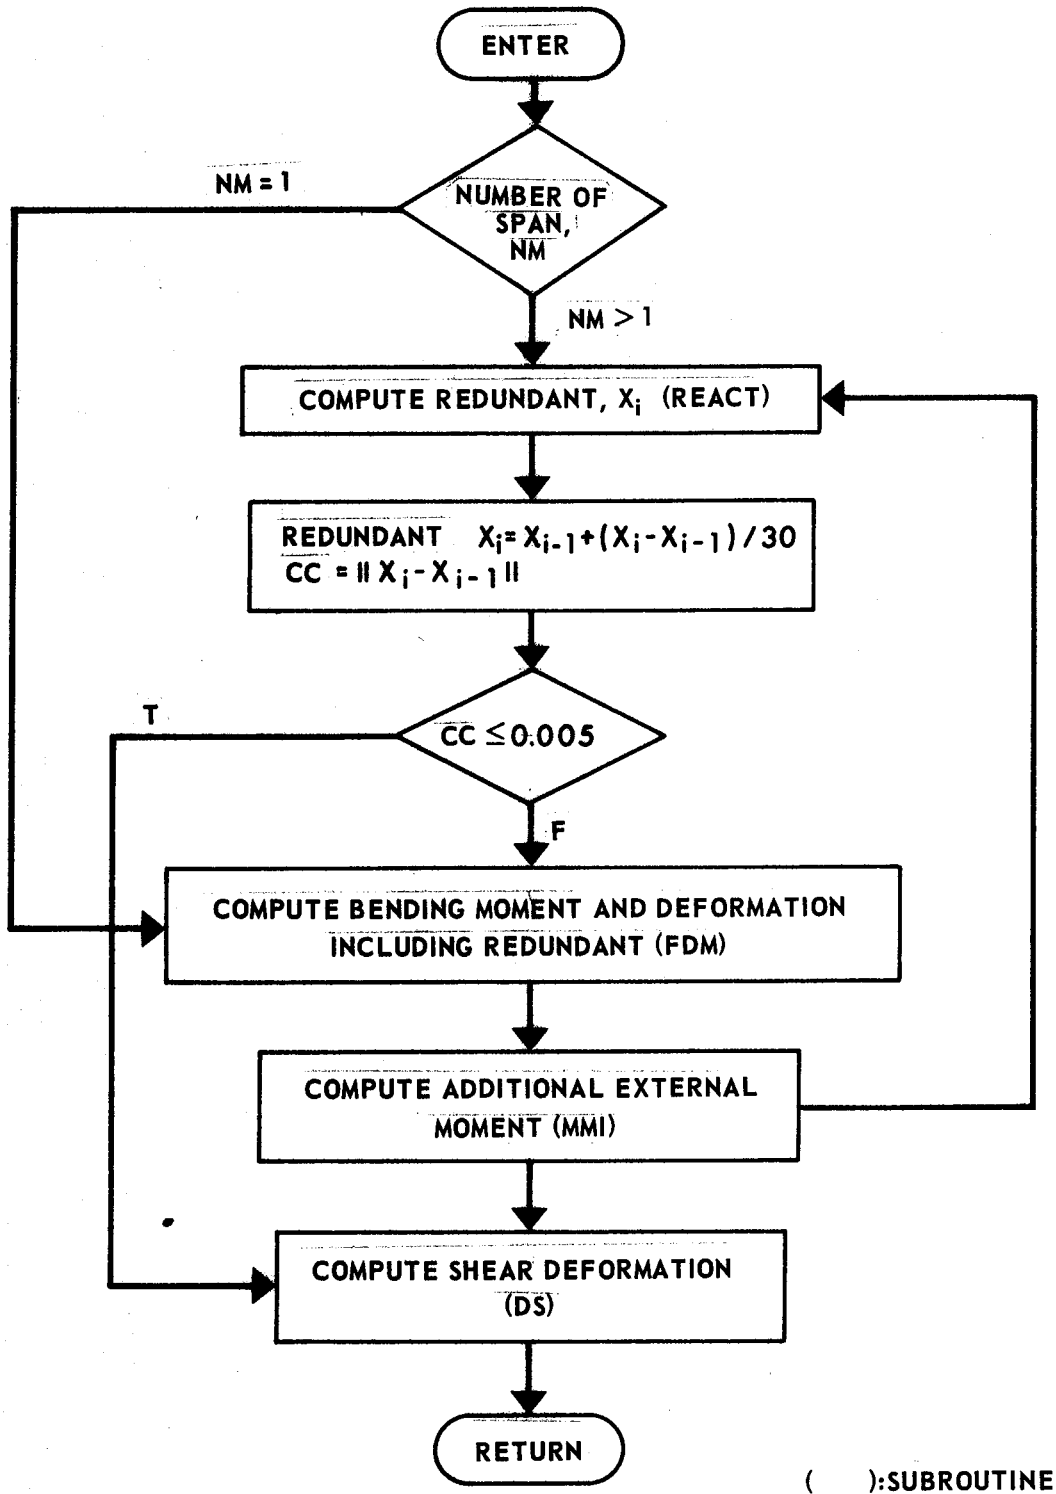 ENTER
NUMBER OF
SPAN,
NM
NM = 1
NM > 1
COMPUTE REDUNDANT, Xi (REACT)
REDUNDANT Xi = Xi-1 + (Xi - Xi-1) / 30
CC = || Xi - Xi-1 ||
CC ≤ 0.005
T
F
COMPUTE BENDING MOMENT AND DEFORMATION
INCLUDING REDUNDANT (FDM)
COMPUTE ADDITIONAL EXTERNAL
MOMENT (MMI)
COMPUTE SHEAR DEFORMATION
(DS)
RETURN
( ):SUBROUTINE